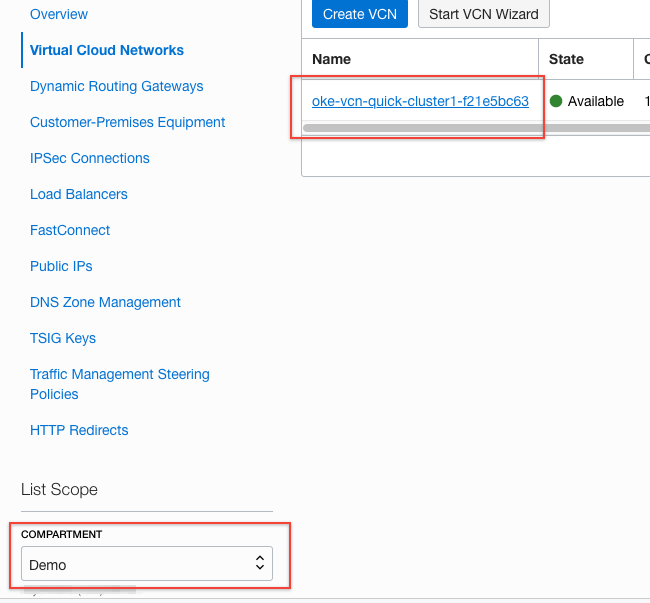 Overview
Virtual Cloud Networks
Dynamic Routing Gateways
Customer-Premises Equipment
IPSec Connections
Load Balancers
FastConnect
Public IPs
DNS Zone Management
TSIG Keys
Traffic Management Steering
Policies
HTTP Redirects
List Scope
COMPARTMENT
Demo
Create VCN Start VCN Wizard
Name State
oke-vcn-quick-cluster1-f21e5bc63 Available